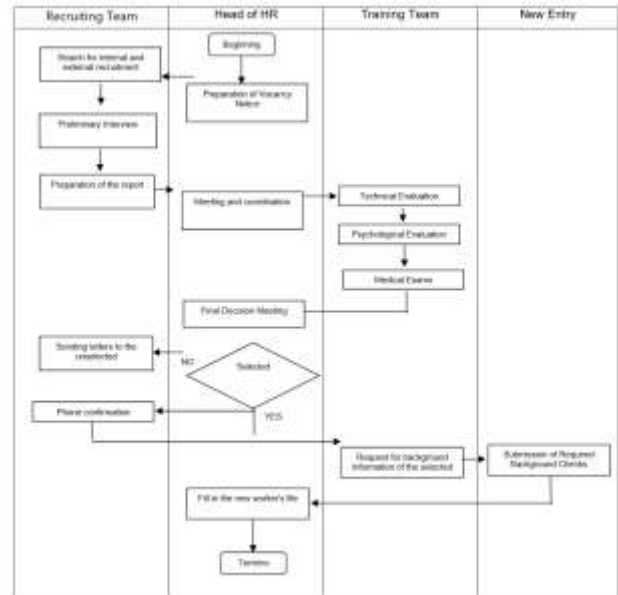 Recruiting Team
Head of HR
Training Team
New Entry
Beginning
Search for internal and
external recruitment
Preparation of Vacancy
Notice
Preliminary Interview
Preparation of the report
Meeting and coordination
Technical Evaluation
Psychological Evaluation
Medical Exams
Final Decision Meeting
Sending letters to the
unselected
NO
Selected
Phone confirmation
YES
Request for background
information of the selected
Submission of Required
Background Checks
Fill in the new worker's
Termino